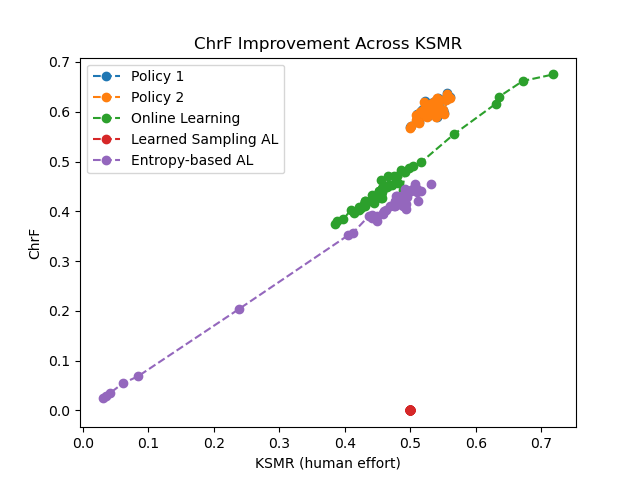 ChrF Improvement Across KSMR
Policy 1
Policy 2
Online Learning
Learned Sampling AL
Entropy-based AL
ChrF
0.7
0.6
0.5
0.4
0.3
0.2
0.1
0.0
0.0 0.1 0.2 0.3 0.4 0.5 0.6 0.7
KSMR (human effort)